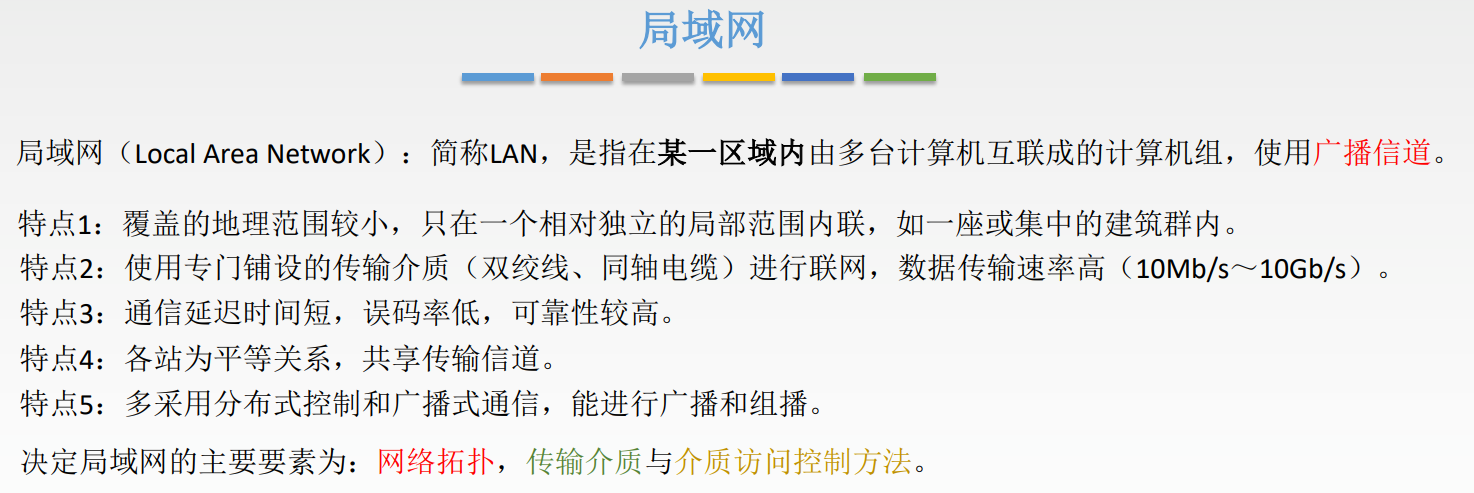 局域网
局域网（Local Area Network）：简称LAN，是指在某一区域内由多台计算机互联成的计算机组，使用广播信道。
特点1：覆盖的地理范围较小，只在一个相对独立的局部范围内联，如一座或集中的建筑群内。
特点2：使用专门铺设的传输介质（双绞线、同轴电缆）进行联网，数据传输速率高（10Mb/s～10Gb/s）。
特点3：通信延迟时间短，误码率低，可靠性较高。
特点4：各站为平等关系，共享传输信道。
特点5：多采用分布式控制和广播式通信，能进行广播和组播。
决定局域网的主要要素为：网络拓扑，传输介质与介质访问控制方法。